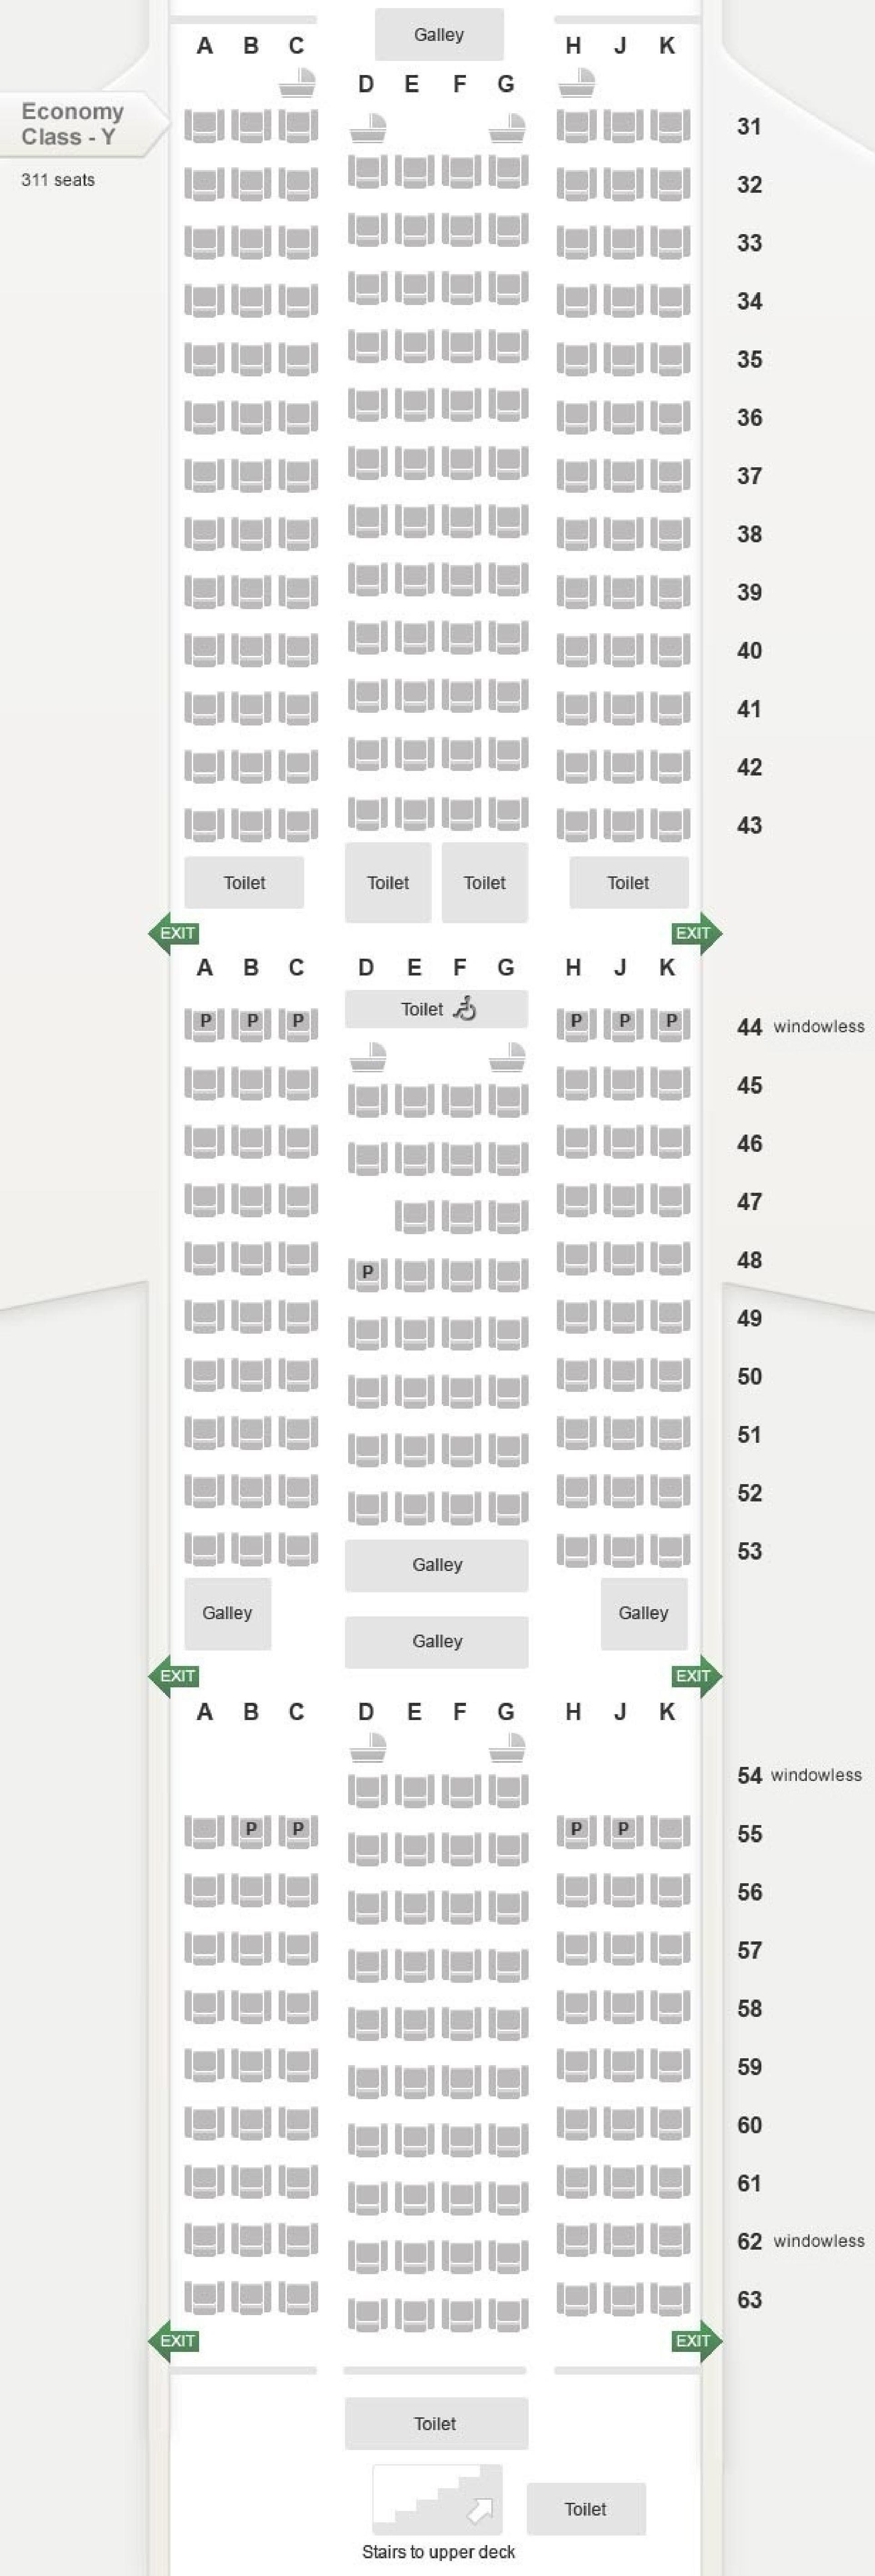 Galley
A B C H J K
D E F G
Economy
Class - Y
31
311 seats
32
33
34
35
36
37
38
39
40
41
42
43
Toilet Toilet Toilet Toilet
EXIT EXIT
A B C D E F G H J K
Toilet
P P P P P P 44 windowless
45
46
47
48
P
49
50
51
52
53
Galley
Galley Galley
Galley
EXIT EXIT
A B C D E F G H J K
54 windowless
P P P P 55
56
57
58
59
60
61
62 windowless
63
EXIT EXIT
Toilet
Toilet
Stairs to upper deck